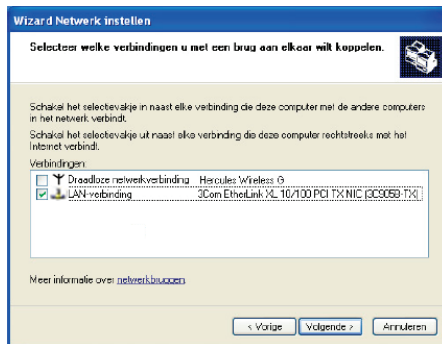 Wizard Netwerk instellen
Selecteer welke verbindingen u met een brug aan elkaar wilt koppelen.
Schakel het selectievakje in naast elke verbinding die deze computer met de andere computers
in het netwerk verbindt.
Schakel het selectievakje uit naast elke verbinding die deze computer rechtstreeks met het
Internet verbindt.
Verbindingen:
Draadloze netwerkverbinding Hercules Wireless G
LAN-verbinding 3Com EtherLink XL 10/100 PCI TX NIC (3C905B-TX)
Meer informatie over netwerkbruggen
< Vorige Volgende > Annuleren